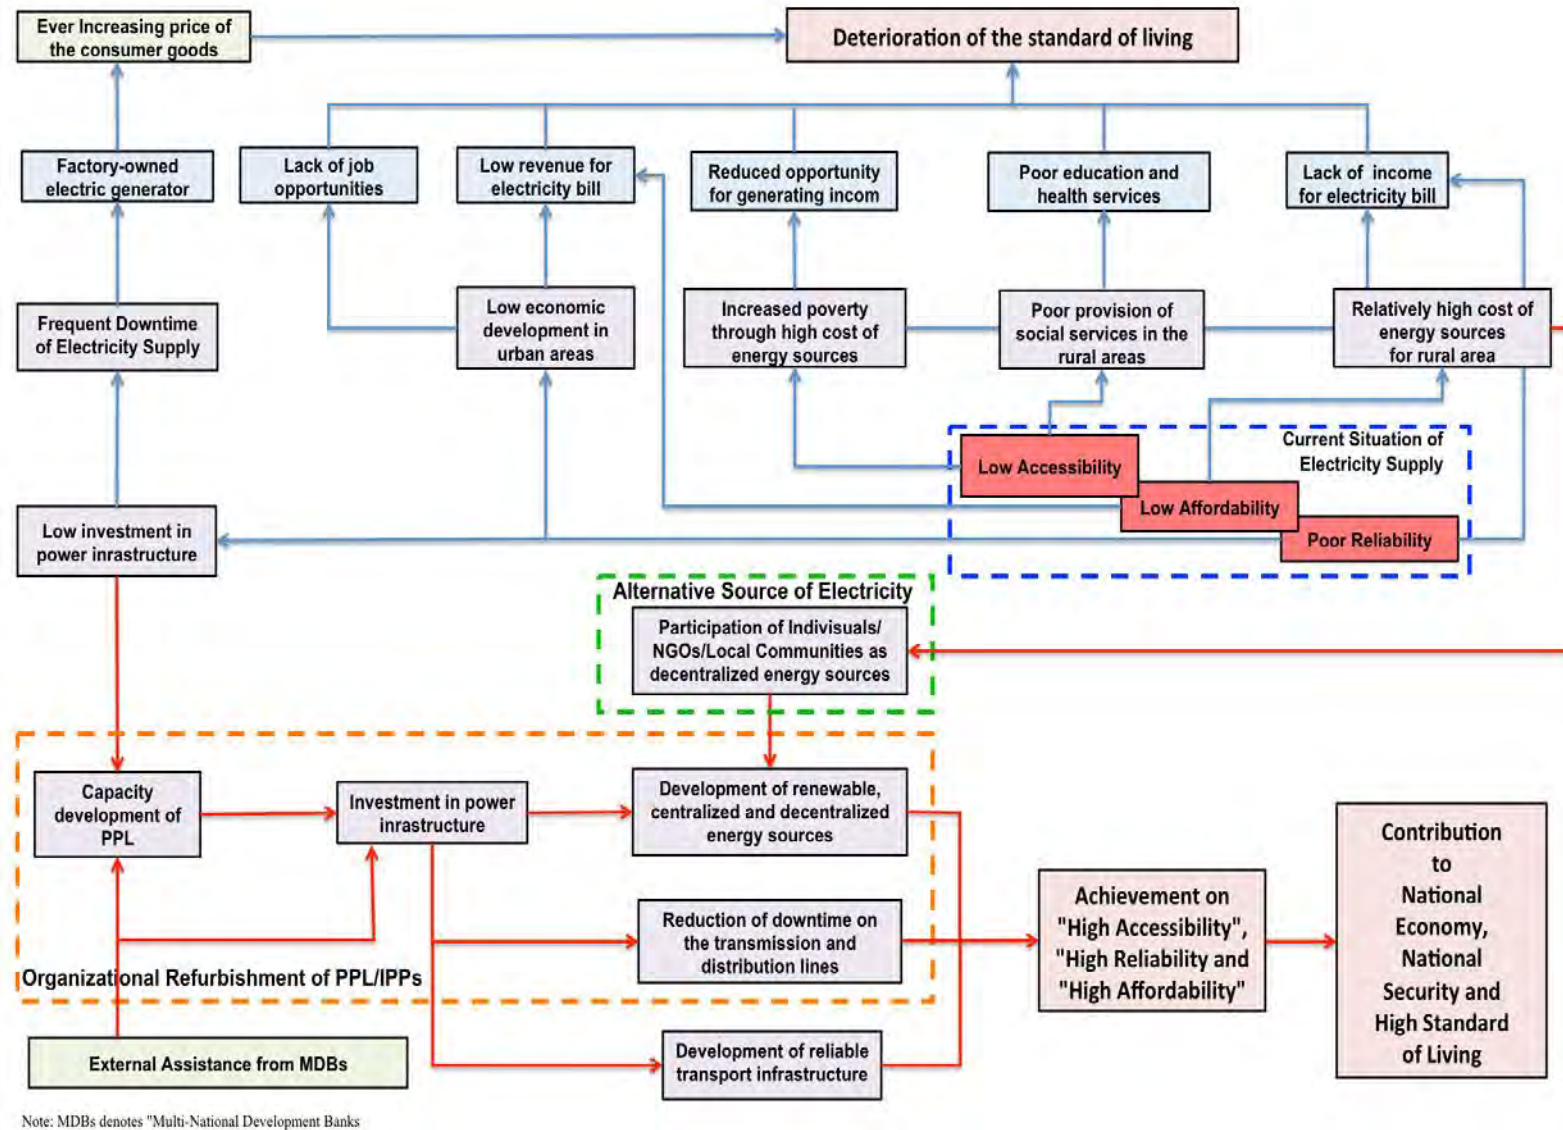 Ever Increasing price of
the consumer goods
Deterioration of the standard of living
Factory-owned
electric generator
Lack of job
opportunities
Low revenue for
electricity bill
Reduced opportunity
for generating incom
Poor education and
health services
Lack of income
for electricity bill
Frequent Downtime
of Electricity Supply
Low economic
development in
urban areas
Increased poverty
through high cost of
energy sources
Poor provision of
social services in the
rural areas
Relatively high cost of
energy sources
for rural area
Current Situation of
Electricity Supply
Low Accessibility
Low Affordability
Poor Reliability
Low investment in
power inrastructure
Alternative Source of Electricity
Participation of Indivisuals/
NGOs/Local Communities as
decentralized energy sources
Capacity
development of
PPL
Investment in power
inrastructure
Development of renewable,
centralized and decentralized
energy sources
Reduction of downtime on
the transmission and
distribution lines
Organizational Refurbishment of PPL/IPPs
External Assistance from MDBs
Development of reliable
transport infrastructure
Achievement on
"High Accessibility",
"High Reliability and
"High Affordability"
Contribution
to
National
Economy,
National
Security and
High Standard
of Living
Note: MDBs denotes "Multi-National Development Banks